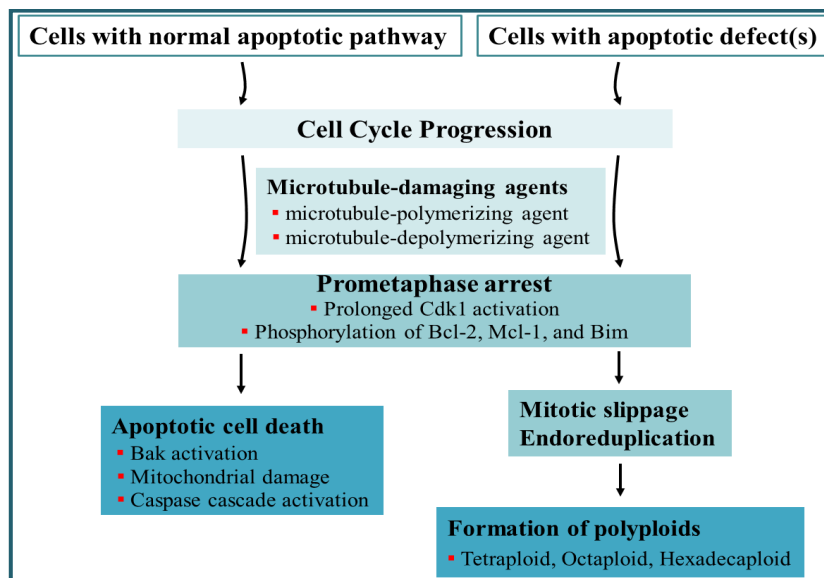 Cells with normal apoptotic pathway
Cells with apoptotic defect(s)
Cell Cycle Progression
Microtubule-damaging agents
▪ microtubule-polymerizing agent
▪ microtubule-depolymerizing agent
Prometaphase arrest
▪ Prolonged Cdk1 activation
▪ Phosphorylation of Bcl-2, Mcl-1, and Bim
Apoptotic cell death
▪ Bak activation
▪ Mitochondrial damage
▪ Caspase cascade activation
Mitotic slippage
Endoreduplication
Formation of polyploids
▪ Tetraploid, Octaploid, Hexadecaploid